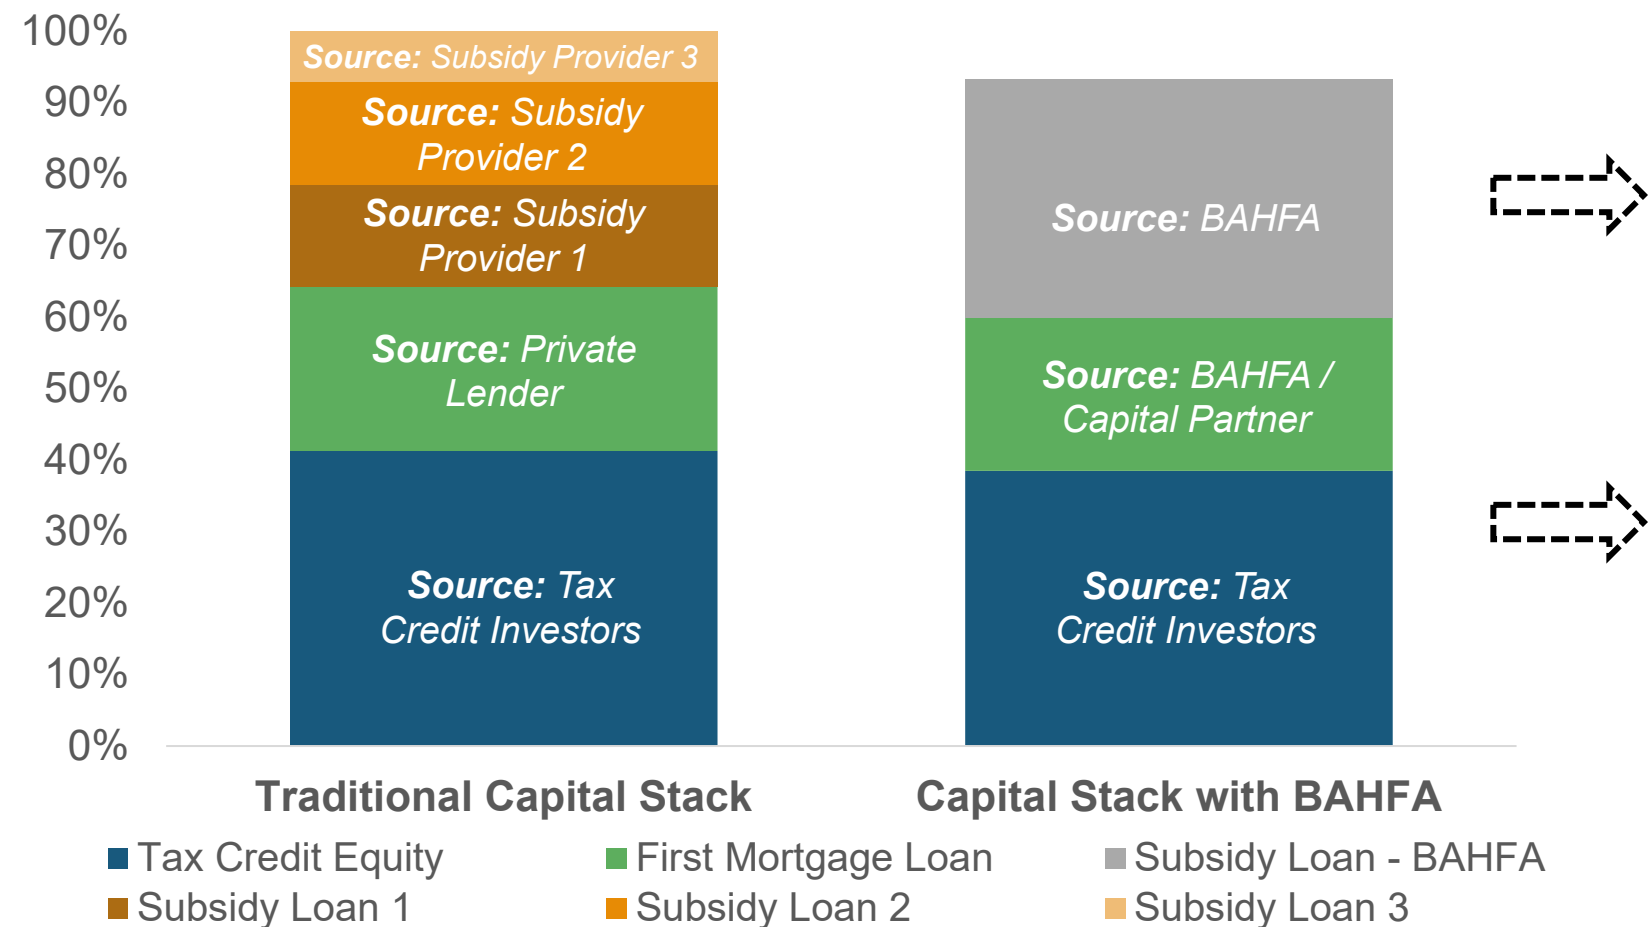 100%
90%
80%
70%
60%
50%
40%
30%
20%
10%
0%
Source: Subsidy Provider 3
Source: Subsidy
Provider 2
Source: Subsidy
Provider 1
Source: Private
Lender
Source: Tax
Credit Investors
Source: BAHFA
Source: BAHFA /
Capital Partner
Source: Tax
Credit Investors
Traditional Capital Stack
Capital Stack with BAHFA
Tax Credit Equity
First Mortgage Loan
Subsidy Loan - BAHFA
Subsidy Loan 1
Subsidy Loan 2
Subsidy Loan 3